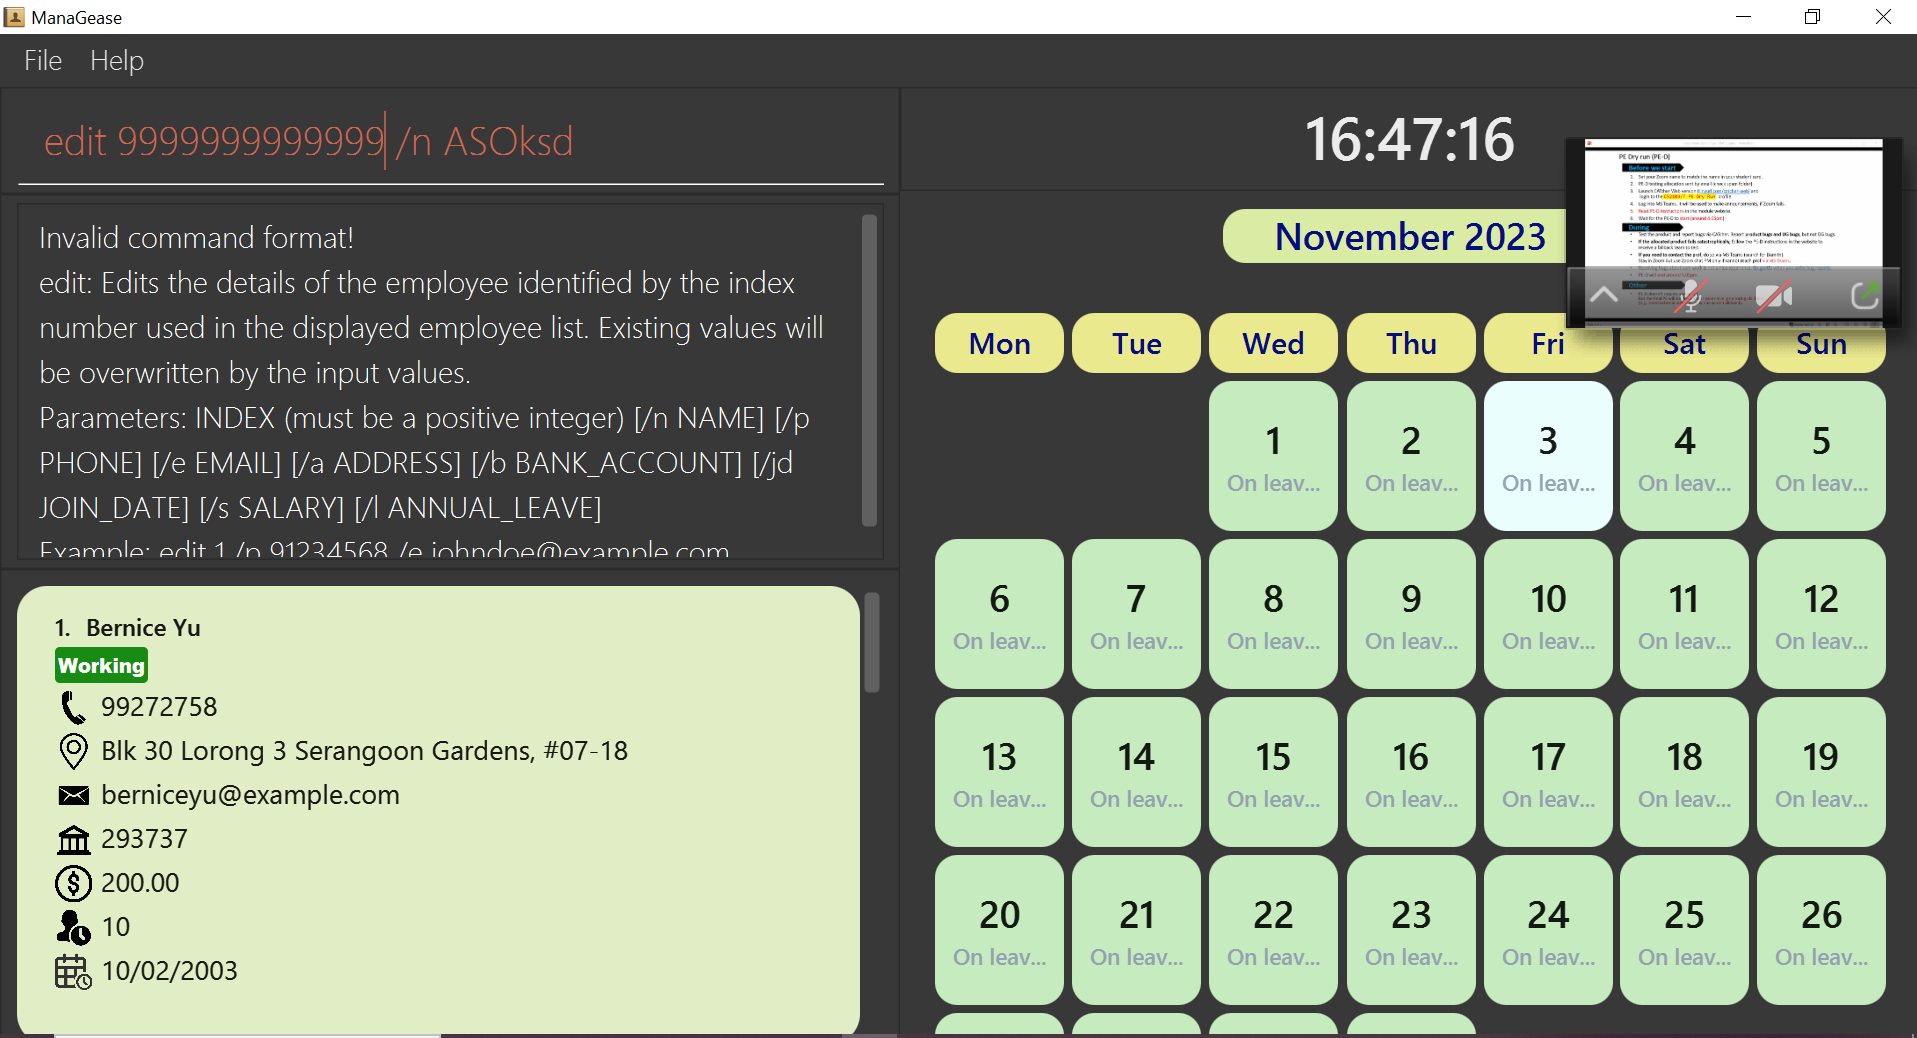 ManaGease
File Help
edit 9999999999999 /n ASOksd
Invalid command format!
edit: Edits the details of the employee identified by the index
number used in the displayed employee list. Existing values will
be overwritten by the input values.
Parameters: INDEX (must be a positive integer) [/n NAME] [/p
PHONE] [/e EMAIL] [/a ADDRESS] [/b BANK_ACCOUNT] [/jd
JOIN_DATE] [/s SALARY] [/l ANNUAL_LEAVE]
Example: edit 1 /p 91234568 /e johndoe@example.com
1. Bernice Yu
Working
99272758
Blk 30 Lorong 3 Serangoon Gardens, #07-18
berniceyu@example.com
293737
200.00
10
10/02/2003
16:47:16
PE Dry run (PE-D)
Before we start
During
Other
November 2023
Mon Tue Wed Thu Fri Sat Sun
1 2 3 4 5
On leav... On leav... On leav... On leav... On leav...
6 7 8 9 10 11 12
On leav... On leav... On leav... On leav... On leav... On leav... On leav...
13 14 15 16 17 18 19
On leav... On leav... On leav... On leav... On leav... On leav... On leav...
20 21 22 23 24 25 26
On leav... On leav... On leav... On leav... On leav... On leav... On leav...